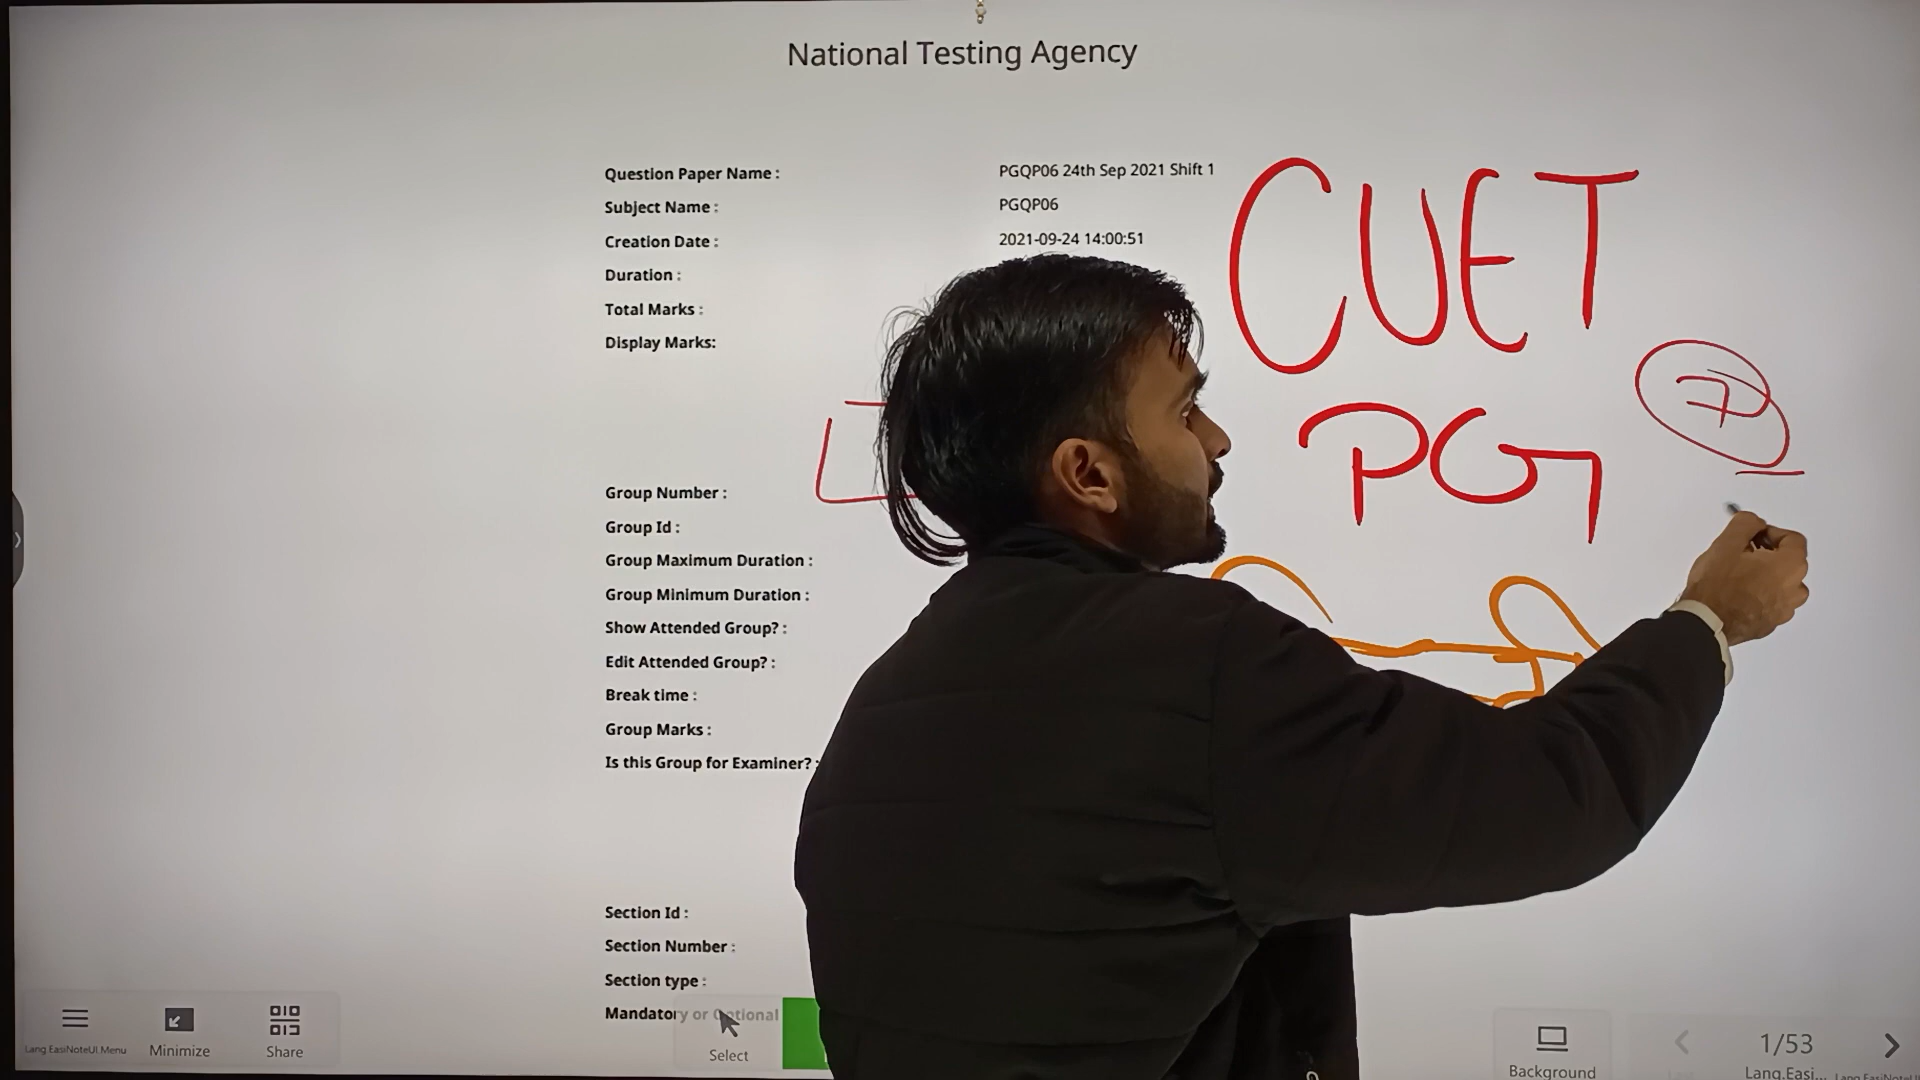 National Testing Agency
Question Paper Name : PGQP06 24th Sep 2021 Shift 1
Subject Name : PGQP06
Creation Date : 2021-09-24 14:00:51
Duration :
Total Marks :
Display Marks:
CUET
PG
7
Group Number :
Group Id :
Group Maximum Duration :
Group Minimum Duration :
Show Attended Group? :
Edit Attended Group? :
Break time :
Group Marks :
Is this Group for Examiner? :
Section Id :
Section Number :
Section type :
Mandatory or Optional
Lang.EasiNoteUI.Menu
Minimize
Share
Select
Background
1/53
Lang.Easi...